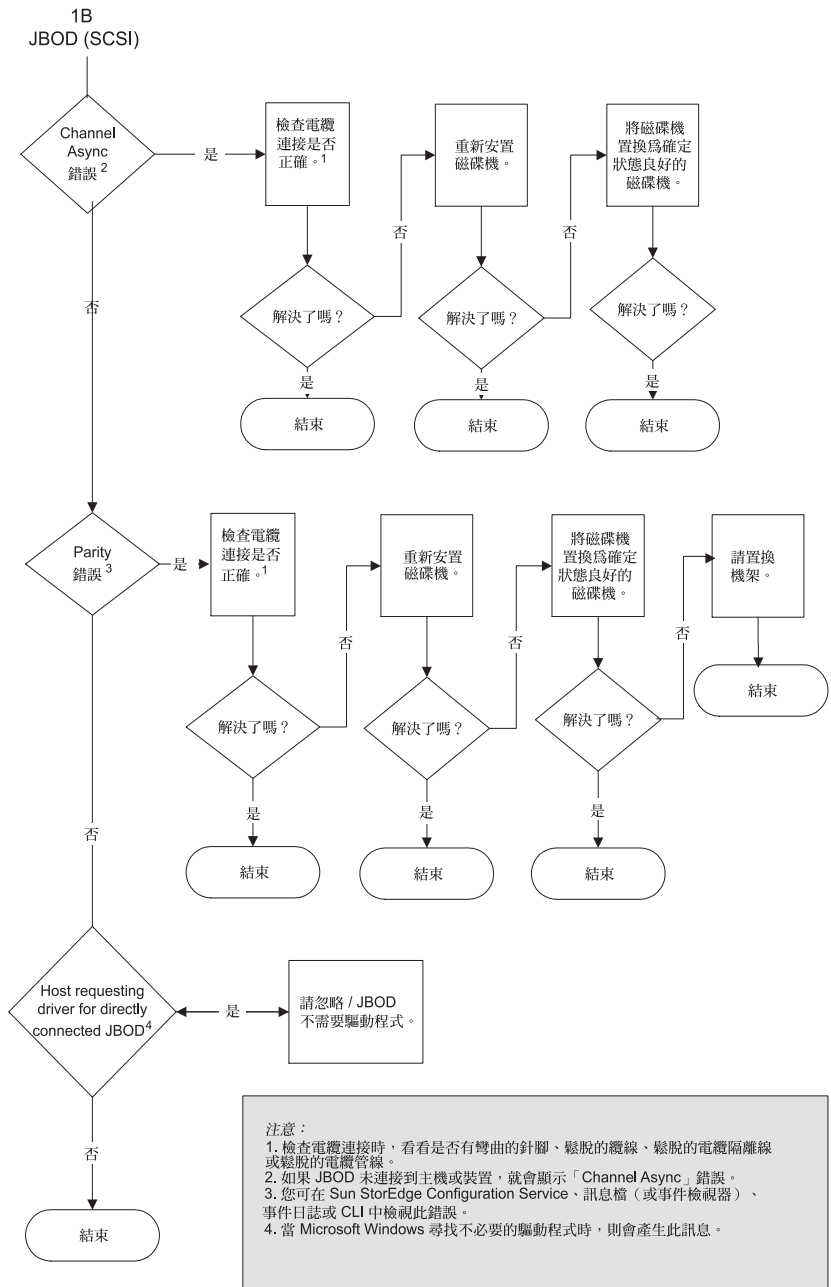 1B
JBOD (SCSI)
Channel
Async
錯誤 2
是
檢查電纜
連接是否
正確。1
重新安置
磁碟機。
將磁碟機
置換為確定
狀態良好的
磁碟機。
否
否
否
解決了嗎？
解決了嗎？
解決了嗎？
是
是
是
結束
結束
結束
Parity
錯誤 3
是
檢查電纜
連接是否
正確。1
重新安置
磁碟機。
將磁碟機
置換為確定
狀態良好的
磁碟機。
請置換
機架。
否
否
否
結束
解決了嗎？
解決了嗎？
解決了嗎？
是
是
是
否
結束
結束
結束
Host requesting
driver for directly
connected JBOD4
是
請忽略 / JBOD
不需要驅動程式。
否
結束
注意：
1. 檢查電纜連接時，看看是否有彎曲的針腳、鬆脫的纜線、鬆脫的電纜隔離線
或鬆脫的電纜管線。
2. 如果 JBOD 未連接到主機或裝置，就會顯示「Channel Async」錯誤。
3. 您可在 Sun StorEdge Configuration Service、訊息檔（或事件檢視器）、
事件日誌或 CLI 中檢視此錯誤。
4. 當 Microsoft Windows 尋找不必要的驅動程式時，則會產生此訊息。